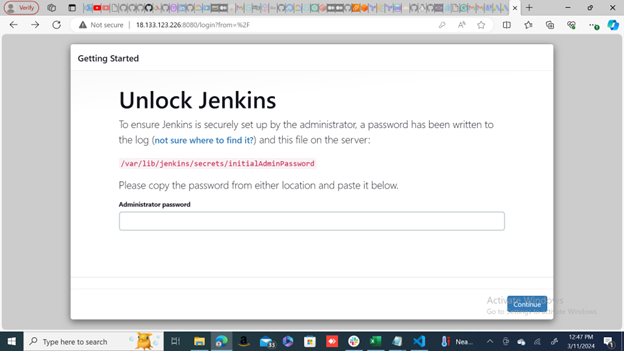 Verify
Not secure 18.133.123.226:8080/login?from=%2F
Getting Started
Unlock Jenkins
To ensure Jenkins is securely set up by the administrator, a password has been written to
the log (not sure where to find it?) and this file on the server:
/var/lib/jenkins/secrets/initialAdminPassword
Please copy the password from either location and paste it below.
Administrator password
Activate Windows
Go to Settings to activate Windows.
Continue
Type here to search
33
Nea...
12:47 PM
3/11/2024